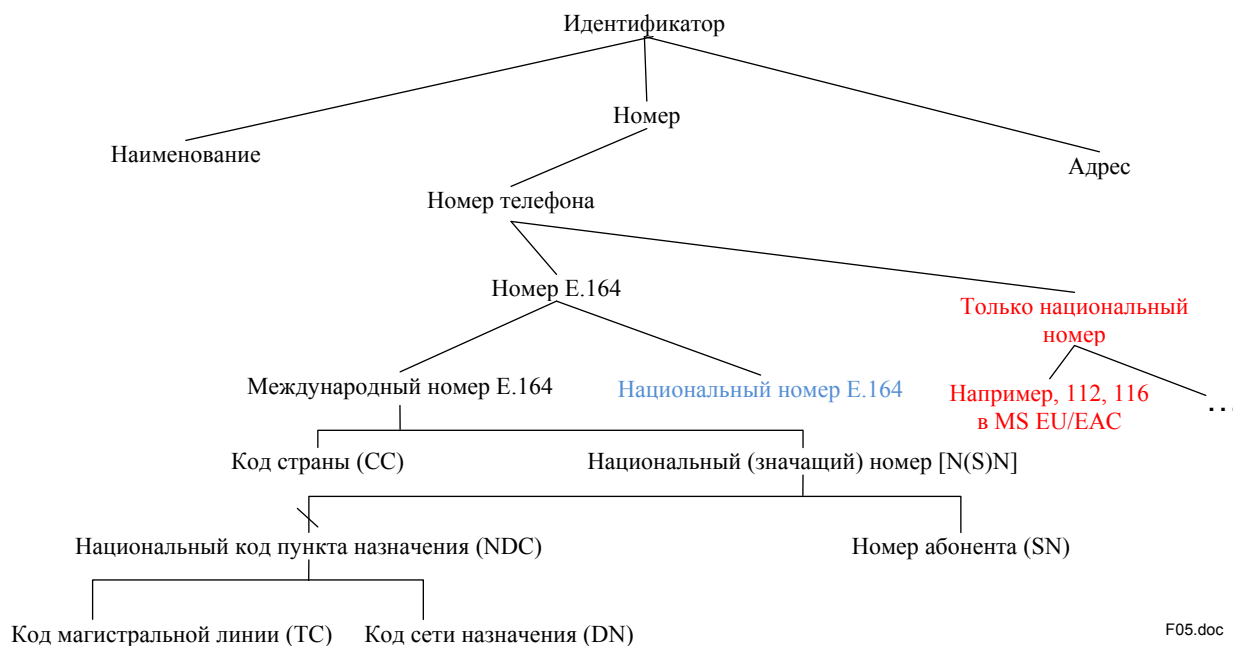 Идентификатор
Номер
Наименование
Адрес
Номер телефона
Номер Е.164
Только национальный
номер
Международный номер Е.164
Национальный номер Е.164
Например, 112, 116
в MS EU/EAC
...
Код страны (CC)
Национальный (значащий) номер [N(S)N]
Национальный код пункта назначения (NDC)
Номер абонента (SN)
Код магистральной линии (TC)
Код сети назначения (DN)
F05.doc